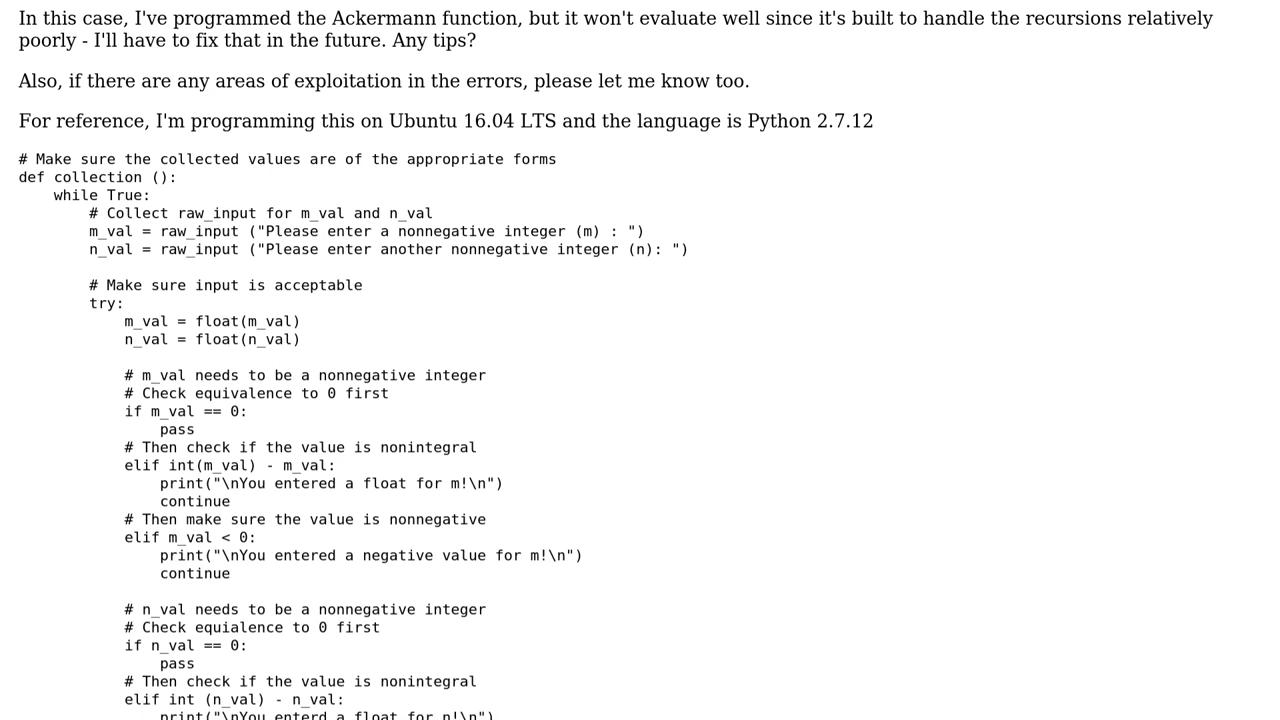 In this case, I've programmed the Ackermann function, but it won't evaluate well since it's built to handle the recursions relatively
poorly - I'll have to fix that in the future. Any tips?
Also, if there are any areas of exploitation in the errors, please let me know too.
For reference, I'm programming this on Ubuntu 16.04 LTS and the language is Python 2.7.12
# Make sure the collected values are of the appropriate forms
def collection ():
    while True:
        # Collect raw_input for m_val and n_val
        m_val = raw_input ("Please enter a nonnegative integer (m) : ")
        n_val = raw_input ("Please enter another nonnegative integer (n): ")
        # Make sure input is acceptable
        try:
            m_val = float(m_val)
            n_val = float(n_val)
            # m_val needs to be a nonnegative integer
            # Check equivalence to 0 first
            if m_val == 0:
                pass
            # Then check if the value is nonintegral
            elif int(m_val) - m_val:
                print("\nYou entered a float for m!\n")
                continue
            # Then make sure the value is nonnegative
            elif m_val < 0:
                print("\nYou entered a negative value for m!\n")
                continue
            # n_val needs to be a nonnegative integer
            # Check equialence to 0 first
            if n_val == 0:
                pass
            # Then check if the value is nonintegral
            elif int (n_val) - n_val:
                print("\nYou enterd a float for n!\n")